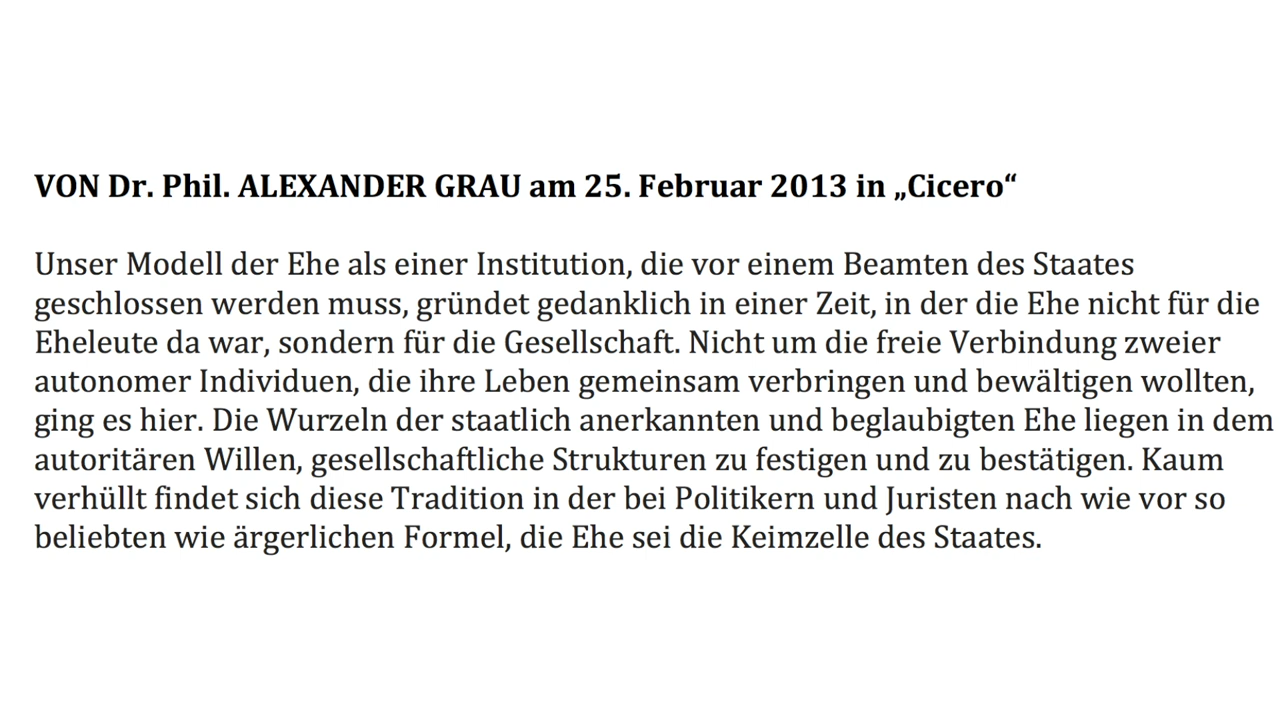 VON Dr. Phil. ALEXANDER GRAU am 25. Februar 2013 in „Cicero“
Unser Modell der Ehe als einer Institution, die vor einem Beamten des Staates
geschlossen werden muss, gründet gedanklich in einer Zeit, in der die Ehe nicht für die
Eheleute da war, sondern für die Gesellschaft. Nicht um die freie Verbindung zweier
autonomer Individuen, die ihre Leben gemeinsam verbringen und bewältigen wollten,
ging es hier. Die Wurzeln der staatlich anerkannten und beglaubigten Ehe liegen in dem
autoritären Willen, gesellschaftliche Strukturen zu festigen und zu bestätigen. Kaum
verhüllt findet sich diese Tradition in der bei Politikern und Juristen nach wie vor so
beliebten wie ärgerlichen Formel, die Ehe sei die Keimzelle des Staates.